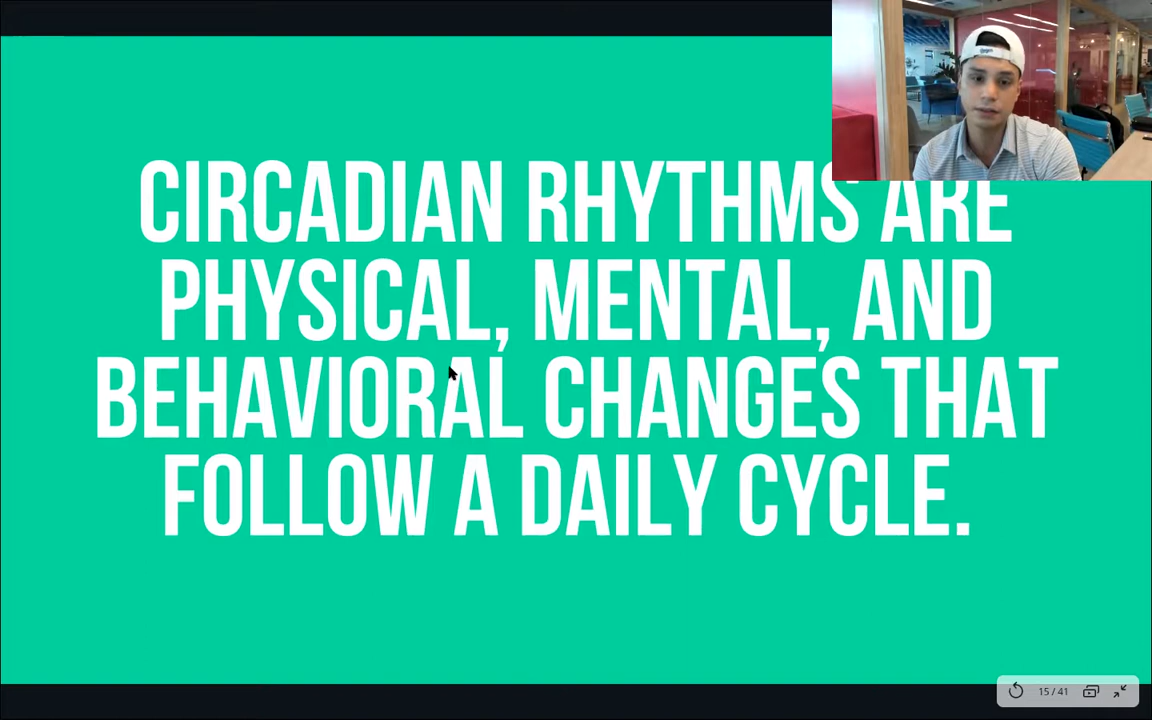 CIRCADIAN RHYTHMS ARE
PHYSICAL, MENTAL, AND
BEHAVIORAL CHANGES THAT
FOLLOW A DAILY CYCLE.
15 / 41